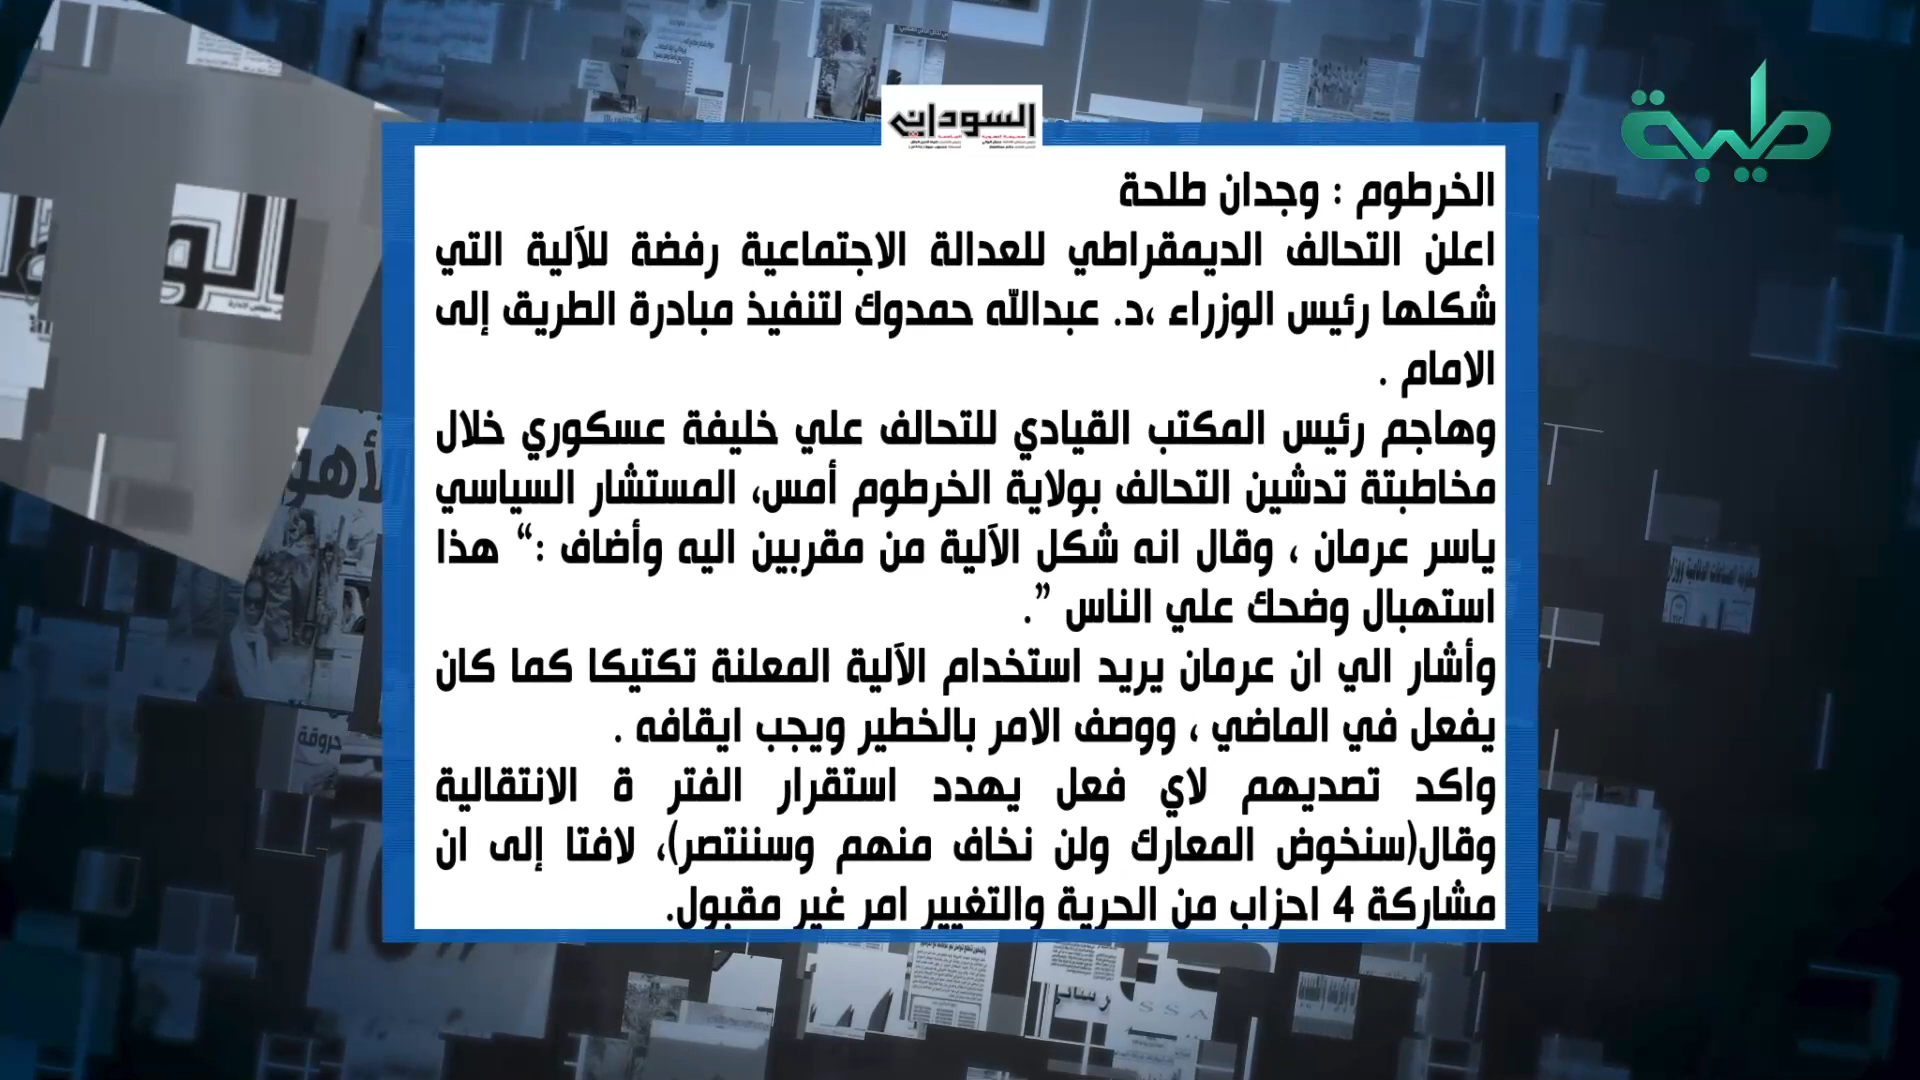 طيبة
السوداني
الخرطوم : وجدان طلحة
اعلن التحالف الديمقراطي للعدالة الاجتماعية رفضة للآلية التي
شكلها رئيس الوزراء ،د. عبدالله حمدوك لتنفيذ مبادرة الطريق إلى
الامام .
وهاجم رئيس المكتب القيادي للتحالف علي خليفة عسكوري خلال
مخاطبتة تدشين التحالف بولاية الخرطوم أمس، المستشار السياسي
ياسر عرمان ، وقال انه شكل الآلية من مقربين اليه وأضاف :“ هذا
استهبال وضحك علي الناس ”.
وأشار الي ان عرمان يريد استخدام الآلية المعلنة تكتيكا كما كان
يفعل في الماضي ، ووصف الامر بالخطير ويجب ايقافه .
واكد تصديهم لاي فعل يهدد استقرار الفتر ة الانتقالية
وقال(سنخوض المعارك ولن نخاف منهم وسننتصر)، لافتا إلى ان
مشاركة 4 احزاب من الحرية والتغيير امر غير مقبول.